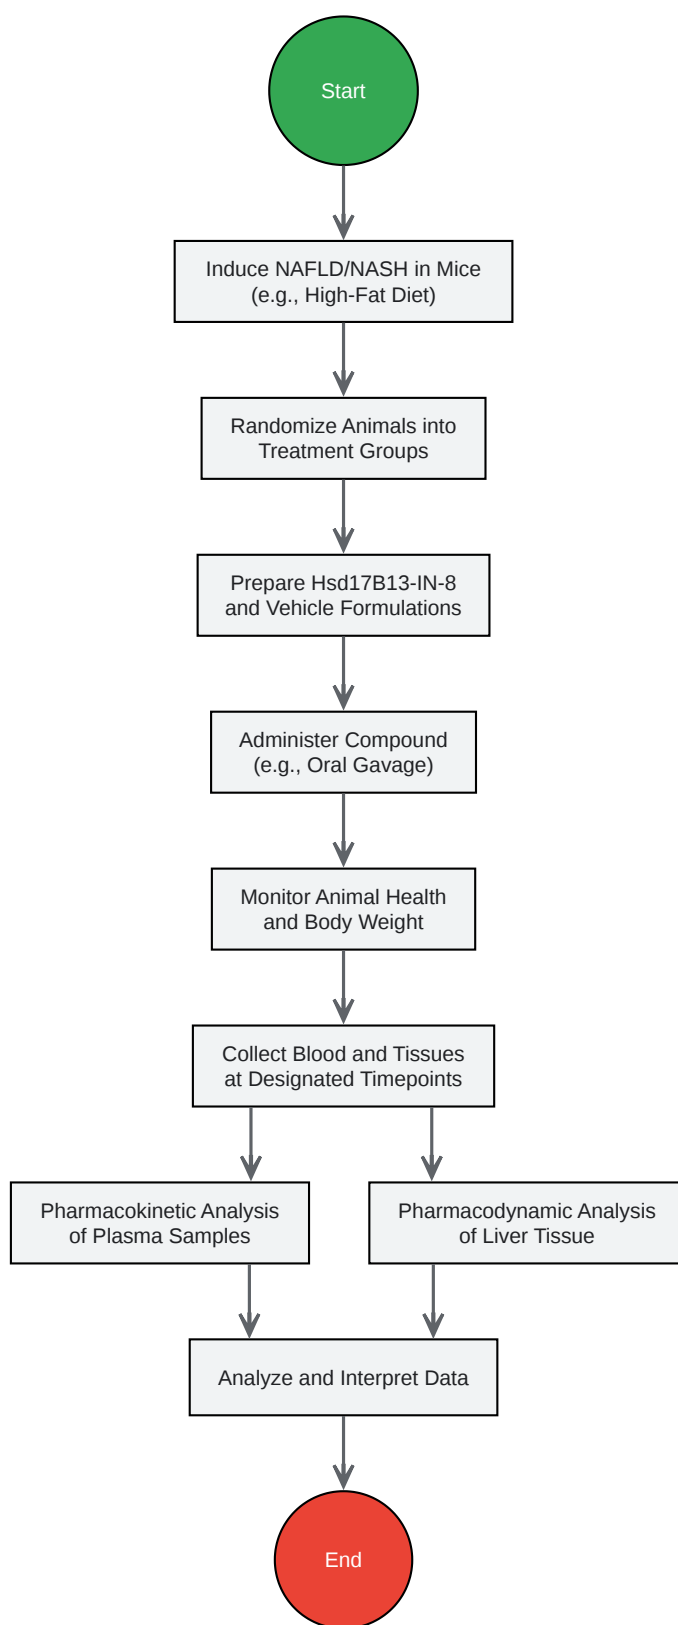 Start
Induce NAFLD/NASH in Mice
(e.g., High-Fat Diet)
Randomize Animals into
Treatment Groups
Prepare Hsd17B13-IN-8
and Vehicle Formulations
Administer Compound
(e.g., Oral Gavage)
Monitor Animal Health
and Body Weight
Collect Blood and Tissues
at Designated Timepoints
Pharmacokinetic Analysis
of Plasma Samples
Pharmacodynamic Analysis
of Liver Tissue
Analyze and Interpret Data
End